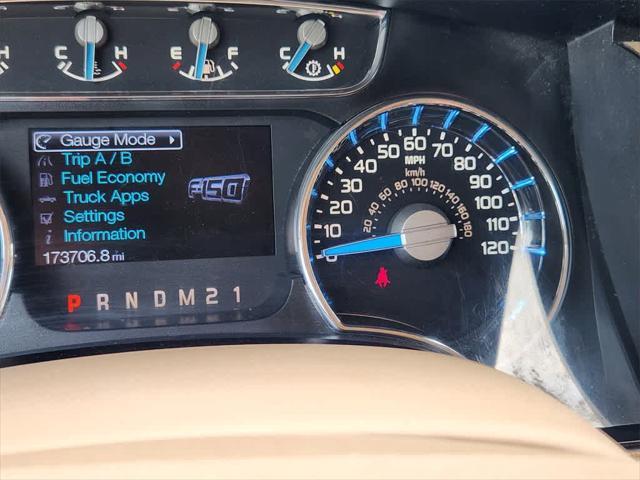 C H E F C H
Gauge Mode
Trip A / B
Fuel Economy
Truck Apps
Settings
Information
F-150
173706.8 mi
P R N D M 2 1
0 10 20 30 40 50 60 70 80 90 100 110 120
MPH
km/h
20 40 60 80 100 120 140 160 180